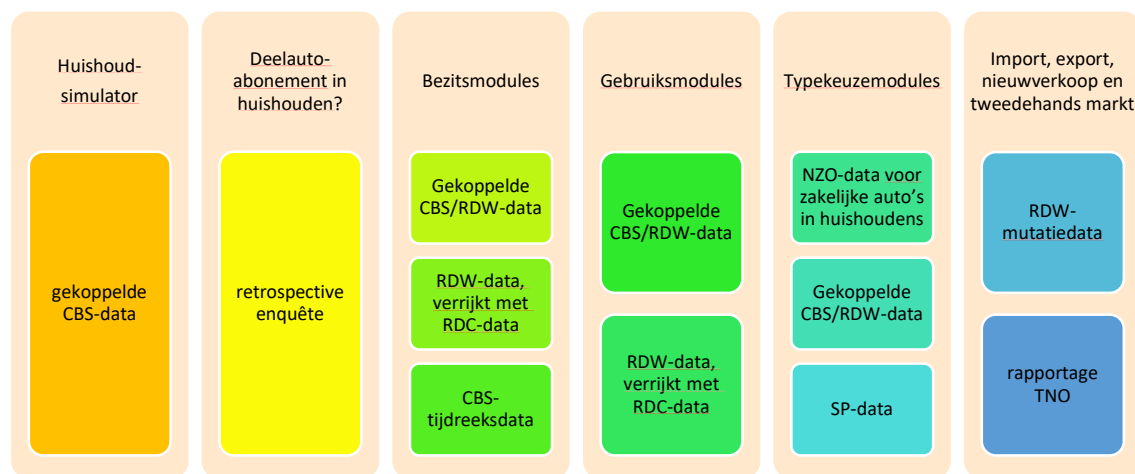 Huishoud-
simulator
gekoppelde
CBS-data
Deelauto-
abonement in
huishouden?
retrospective
enquête
Bezitsmodules
Gekoppelde
CBS/RDW-data
RDW-data,
verrijkt met
RDC-data
CBS-
tijdreeksdata
Gebruiksmodules
Gekoppelde
CBS/RDW-data
RDW-data,
verrijkt met
RDC-data
Typekeuzemodules
NZO-data voor
zakelijke auto's
in huishoudens
Gekoppelde
CBS/RDW-data
SP-data
Import, export,
nieuwverkoop en
tweedehands markt
RDW-
mutatiedata
rapportage
TNO